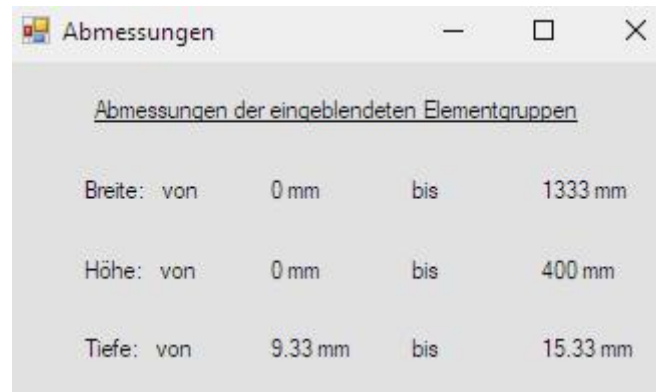 Abmessungen
Abmessungen der eingeblendeten Elementgruppen
Breite: von 0 mm bis 1333 mm
Höhe: von 0 mm bis 400 mm
Tiefe: von 9.33 mm bis 15.33 mm